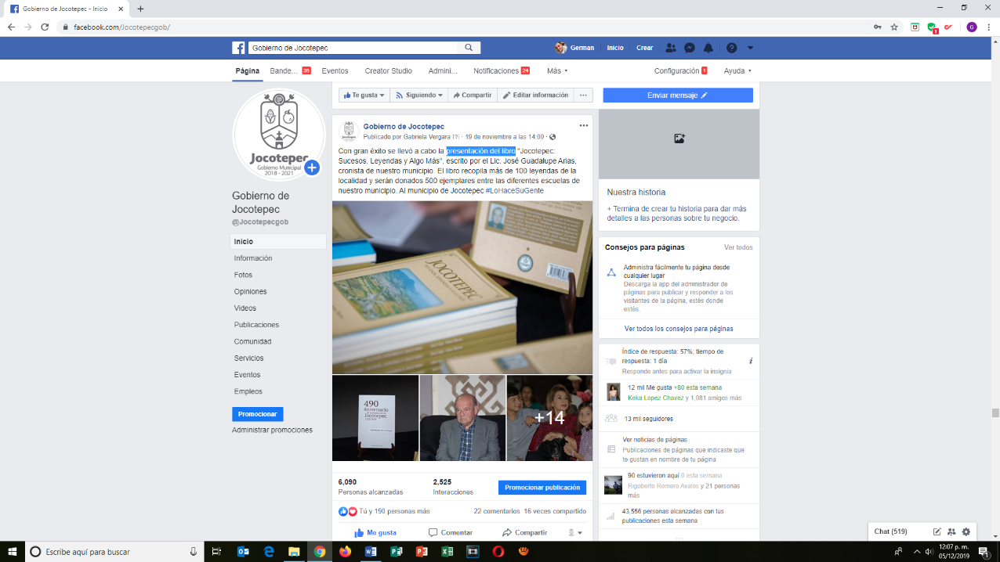 Gobierno de Jocotepec - Inicio
facebook.com/Jocotepecgob/
Gobierno de Jocotepec
German
Inicio
Crear
Página
Bande... 36
Eventos
Creator Studio
Admini...
Notificaciones 24
Más
Configuración 1
Ayuda
Te gusta
Siguiendo
Compartir
Editar información
Enviar mensaje
Jocotepec
Gobierno Municipal
2018 - 2021
Gobierno de
Jocotepec
@Jocotepecgob
Inicio
Información
Fotos
Opiniones
Videos
Publicaciones
Comunidad
Servicios
Eventos
Empleos
Promocionar
Administrar promociones
Gobierno de Jocotepec
Publicado por Gabriela Vergara [?] · 19 de noviembre a las 14:00 ·
Con gran éxito se llevó a cabo la presentación del libro "Jocotepec:
Sucesos, Leyendas y Algo Más", escrito por el Lic. José Guadalupe Arias,
cronista de nuestro municipio. El libro recopila más de 100 leyendas de la
localidad y serán donados 500 ejemplares entre las diferentes escuelas de
nuestro municipio. Al municipio de Jocotepec #LoHaceSuGente
JOCOTEPEC
490
Aniversario
Jocotepec
+14
6,090
Personas alcanzadas
2,525
Interacciones
Promocionar publicación
Tú y 190 personas más
22 comentarios 16 veces compartido
Me gusta
Comentar
Compartir
Nuestra historia
+ Termina de crear tu historia para dar más
detalles a las personas sobre tu negocio.
Consejos para páginas
Ver todos
Administra fácilmente tu página desde
cualquier lugar
Descarga la app del administrador de
páginas para publicar y responder a los
visitantes de la página, estés donde
estés.
Ver todos los consejos para páginas
Índice de respuesta: 57%; tiempo de
respuesta: 1 día
Responde antes para activar la insignia
12 mil Me gusta +80 esta semana
Keka Lopez Chavez y 1,081 amigos más
13 mil seguidores
Ver noticias de páginas
Publicaciones de páginas que indicaste que
te gustan en nombre de tu página
90 estuvieron aquí 0 esta semana
Rigoberto Romero Avalos y 21 personas
más
43,556 personas alcanzadas con tus
publicaciones esta semana
Chat (519)
Escribe aquí para buscar
12:07 p. m.
05/12/2019